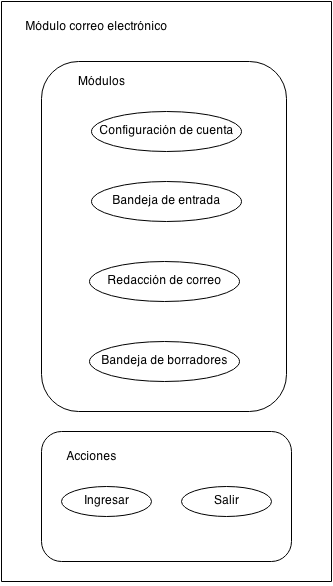 Módulo correo electrónico
Módulos
Configuración de cuenta
Bandeja de entrada
Redacción de correo
Bandeja de borradores
Acciones
Ingresar
Salir